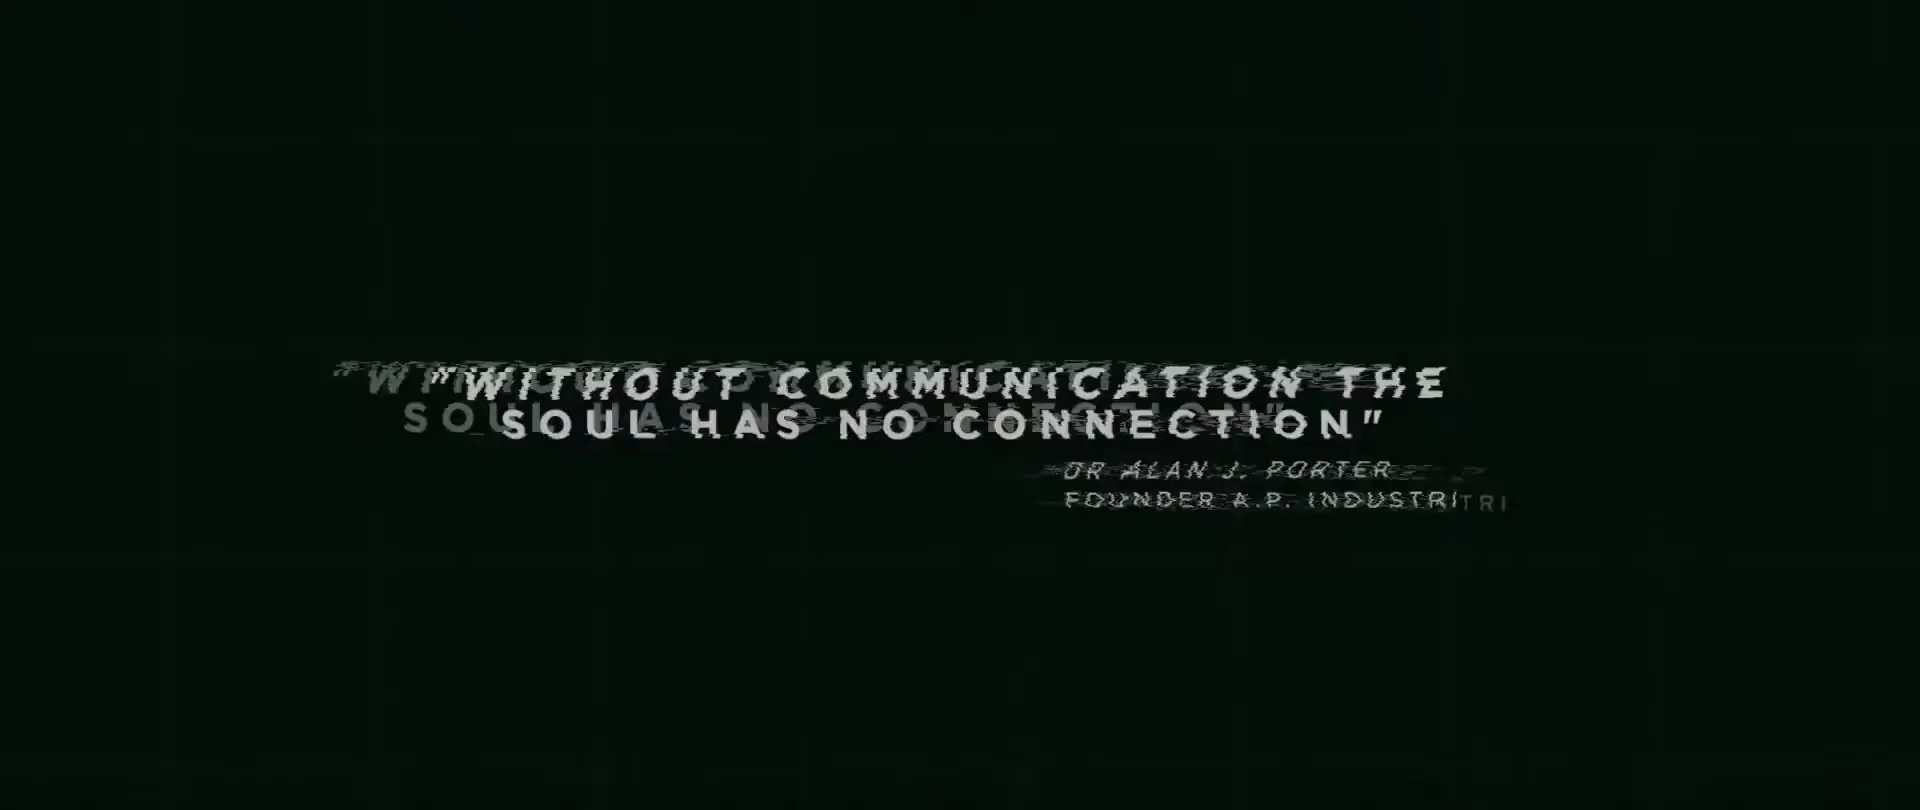 "WITHOUT COMMUNICATION THE
SOUL HAS NO CONNECTION"
DR ALAN J. PORTER
FOUNDER A.P. INDUSTRI